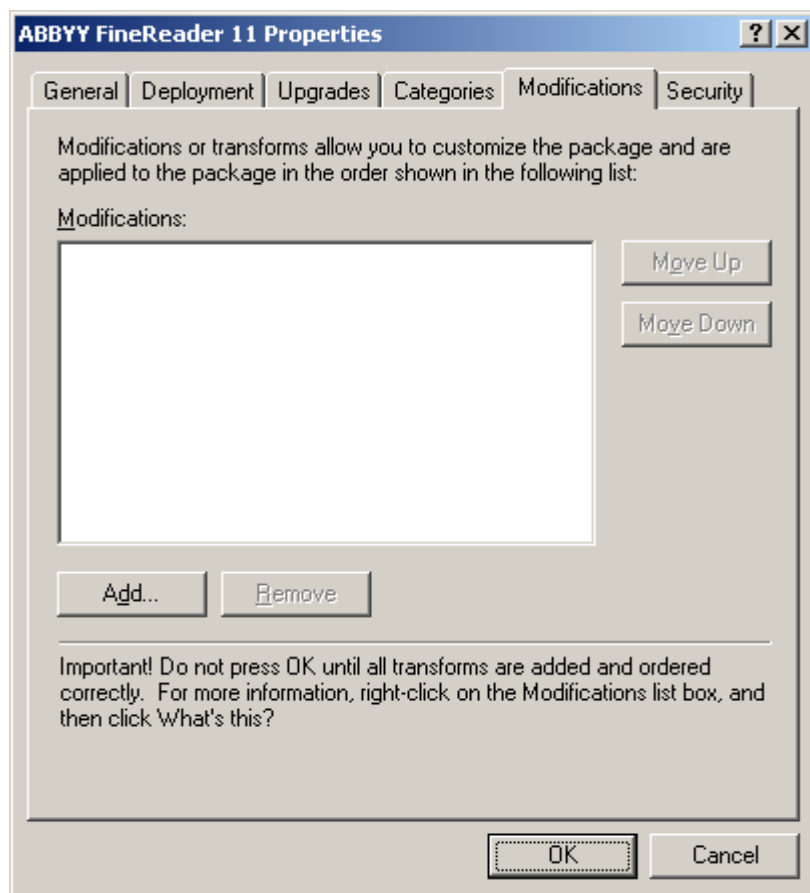 ABBYY FineReader 11 Properties
General Deployment Upgrades Categories Modifications Security
Modifications or transforms allow you to customize the package and are
applied to the package in the order shown in the following list:
Modifications:
Move Up
Move Down
Add... Remove
Important! Do not press OK until all transforms are added and ordered
correctly. For more information, right-click on the Modifications list box, and
then click What's this?
OK Cancel